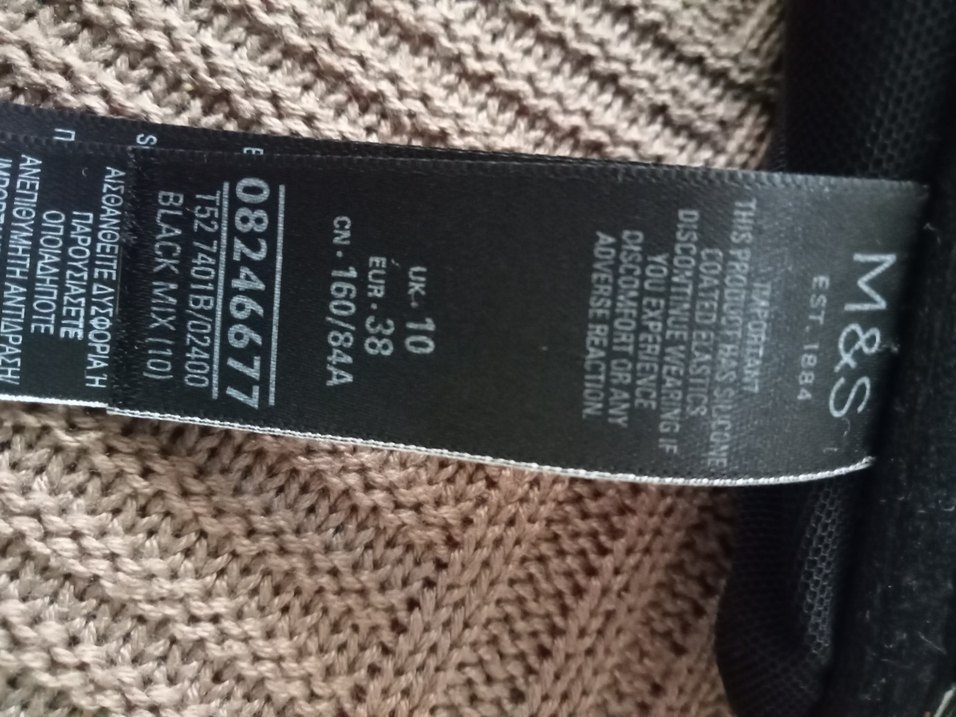 M&S
EST. 1884
IMPORTANT
THIS PRODUCT HAS SILICONE
COATED ELASTICS.
DISCONTINUE WEARING IF
YOU EXPERIENCE
DISCOMFORT OR ANY
ADVERSE REACTION.
UK. 10
EUR. 38
CN. 160/84A
08246677
T52 7401B/02400
BLACK MIX (10)
ΑΙΣΘΑΝΘΕΙΤΕ ΔΥΣΦΟΡΙΑ Η
ΠΑΡΟΥΣΙΑΣΕΤΕ
ΟΠΟΙΑΔΗΠΟΤΕ
ΑΝΕΠΙΘΥΜΗΤΗ ΑΝΤΙΔΡΑΣΗ/